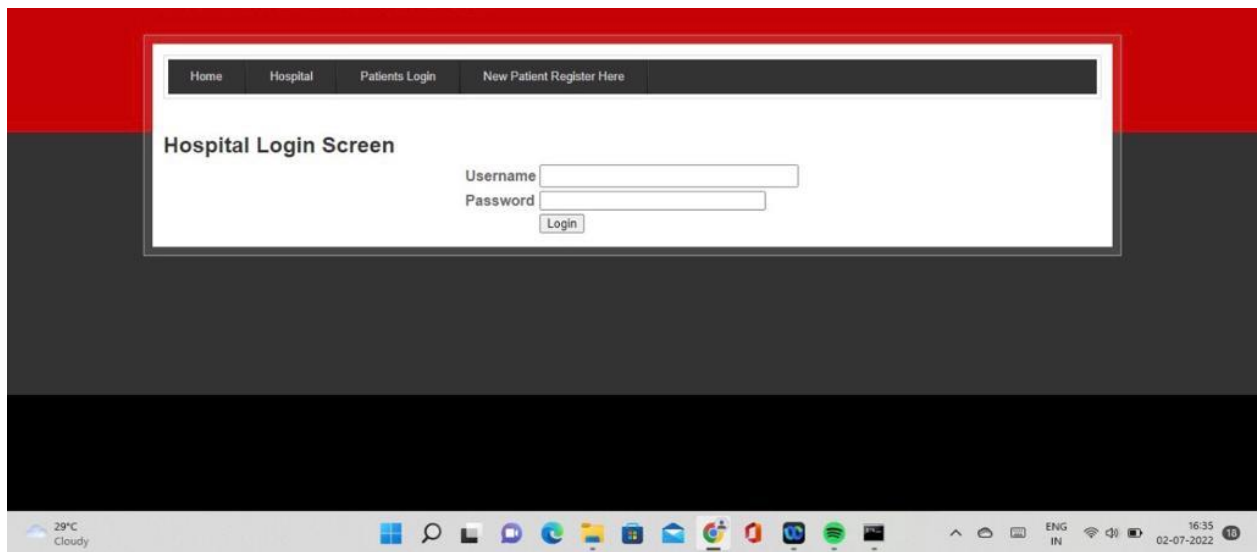 Home Hospital Patients Login New Patient Register Here
Hospital Login Screen
Username
Password
Login
29°C
Cloudy
ENG
IN
16:35
02-07-2022
18